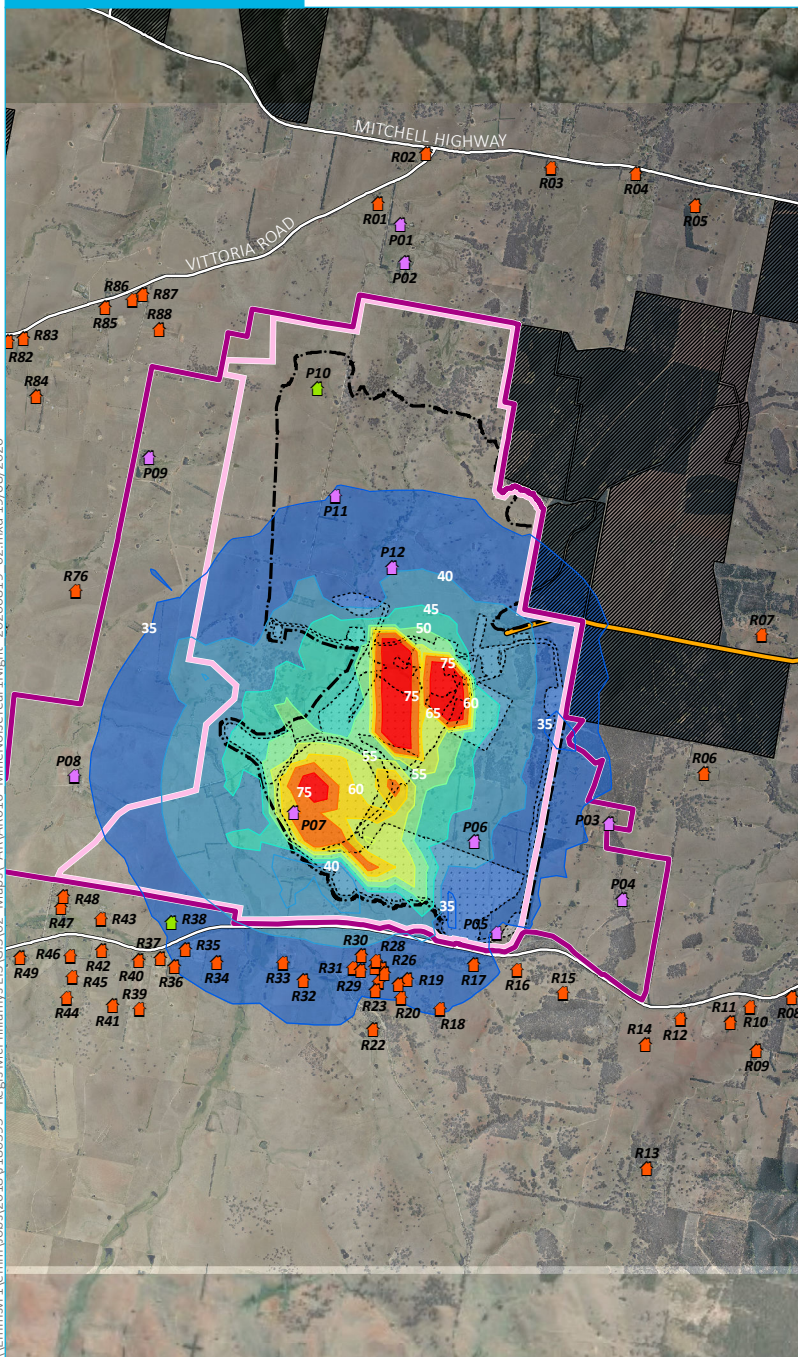 MITCHELL HIGHWAY
R02
R03
R04
R01
R05
P01
VITTORIA ROAD
P02
R86
R87
R85
R88
R83
R82
P10
R84
P09
P11
P12
40
R76
45
35
50
R07
75
75
60
65
35
55
55
P08
R06
75
60
P07
P03
P06
40
P04
R48
35
R47
R43
R38
P05
R37
R35
R30
R28
R46
R42
R31
R26
R49
R40
R36
R34
R33
R29
R19
R17
R16
R45
R32
R23
R15
R44
R39
R20
R11
R08
R41
R18
R10
R12
R22
R14
R09
R13